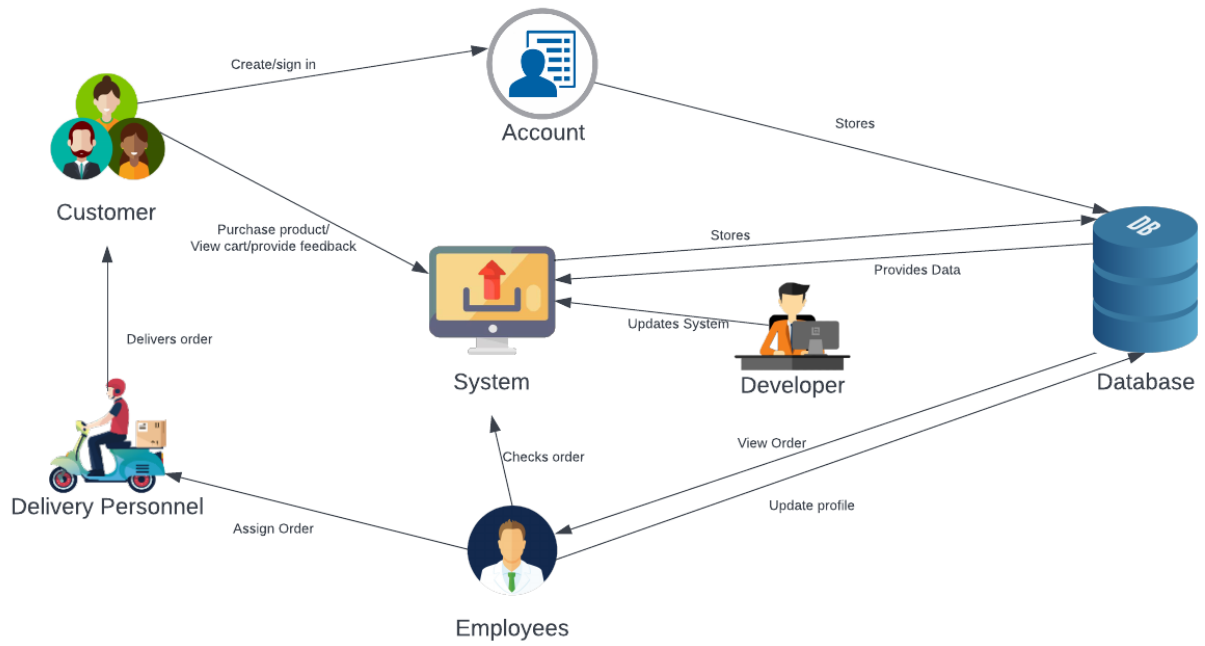 Create/sign in
Account
Stores
Customer
Purchase product/
View cart/provide feedback
DB
Stores
Provides Data
Updates System
Delivers order
System
Developer
Database
View Order
Checks order
Delivery Personnel
Update profile
Assign Order
Employees